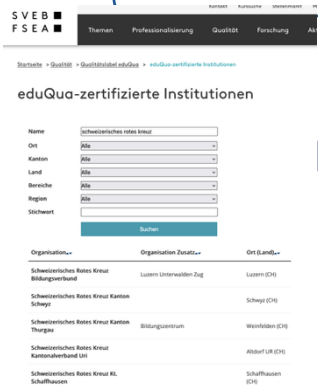 SVEB
FSEA
Kontakt Kurssuche Stellenmarkt
Themen Professionalisierung Qualität Forschung
Startseite > Qualität > Qualitätslabel eduQua > eduQua-zertifizierte Institutionen
eduQua-zertifizierte Institutionen
Name schweizerisches rotes kreuz
Ort Alle
Kanton Alle
Land Alle
Bereiche Alle
Region Alle
Stichwort
Suchen
Organisation Organisation Zusatz Ort (Land)
Schweizerisches Rotes Kreuz
Bildungsverbund Luzern Unterwalden Zug Luzern (CH)
Schweizerisches Rotes Kreuz Kanton
Schwyz Schwyz (CH)
Schweizerisches Rotes Kreuz Kanton
Thurgau Bildungszentrum Weinfelden (CH)
Schweizerisches Rotes Kreuz
Kantonalverband Uri Altdorf UR (CH)
Schweizerisches Rotes Kreuz Kt.
Schaffhausen Schaffhausen
(CH)